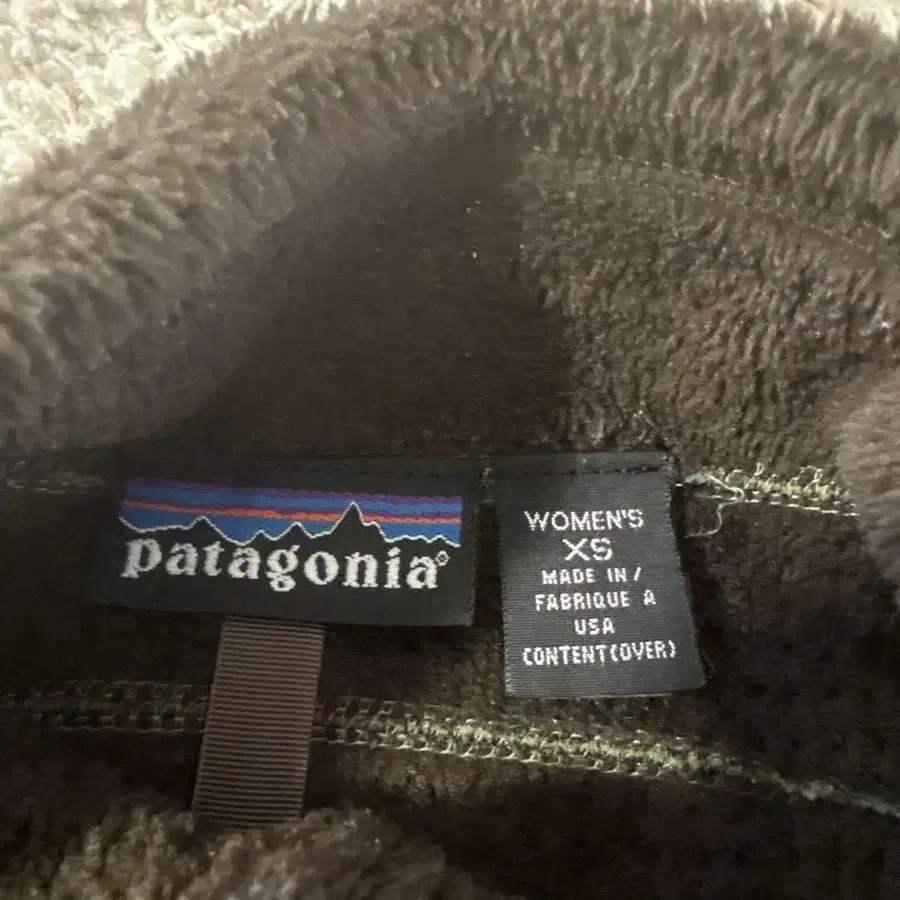 patagonia®
WOMEN'S
XS
MADE IN/
FABRIQUE A
USA
CONTENT(OVER)